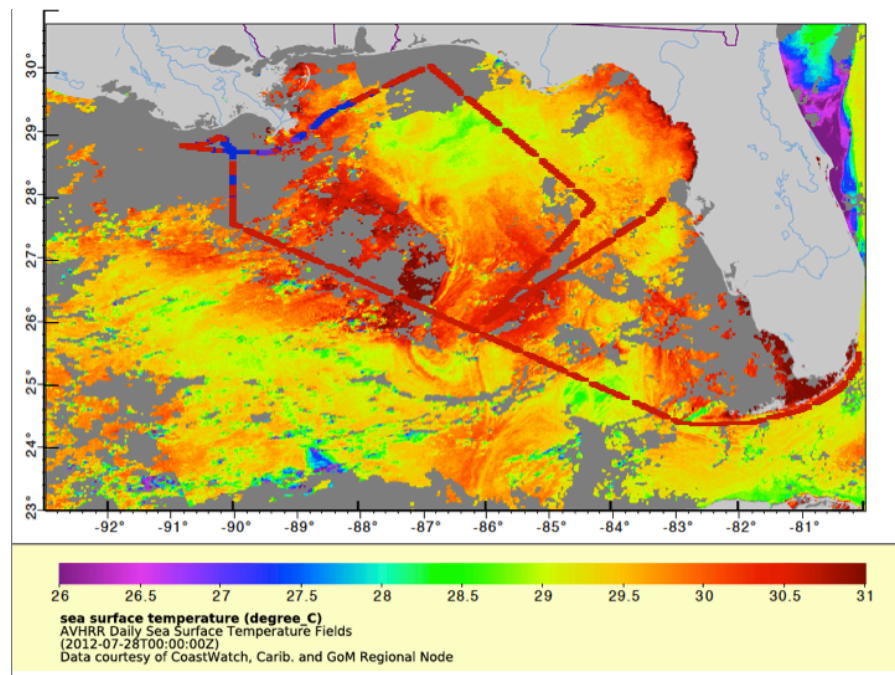 30°
29°
28°
27°
26°
25°
24°
23°
-92° -91° -90° -89° -88° -87° -86° -85° -84° -83° -82° -81°
26 26.5 27 27.5 28 28.5 29 29.5 30 30.5 31
sea surface temperature (degree_C)
AVHRR Daily Sea Surface Temperature Fields
(2012-07-28T00:00:00Z)
Data courtesy of CoastWatch, Carib. and GoM Regional Node